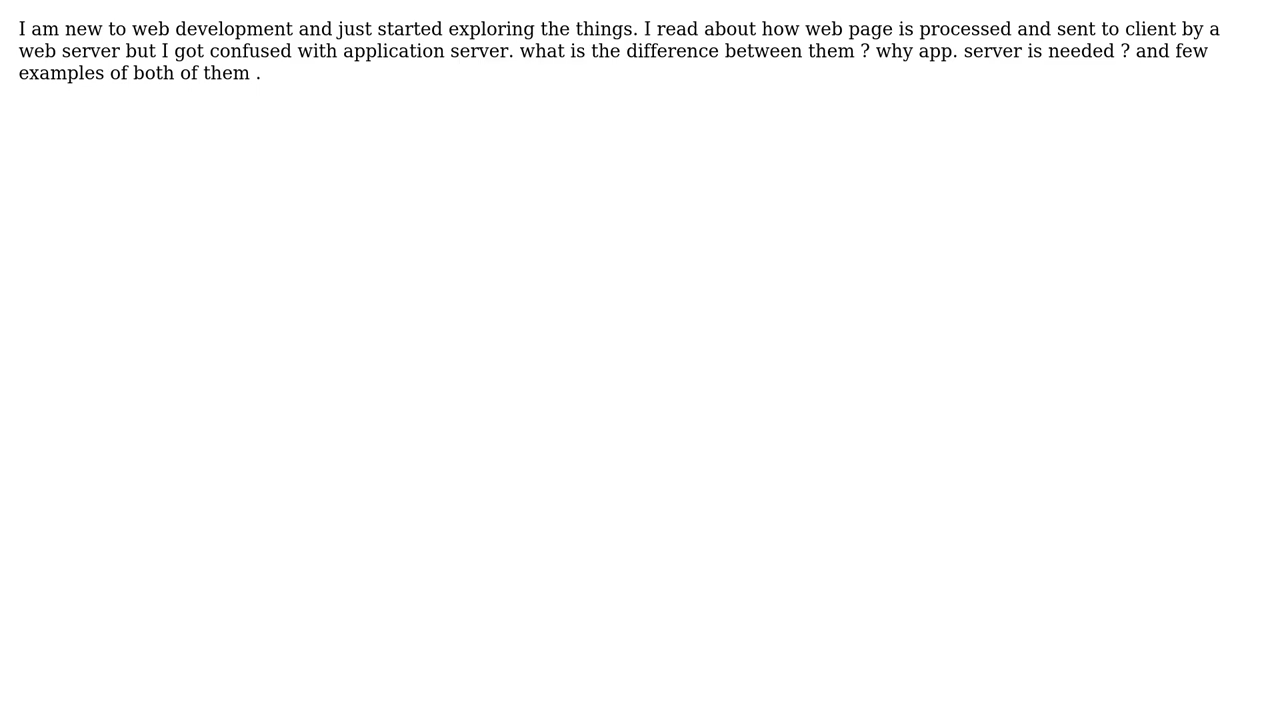 I am new to web development and just started exploring the things. I read about how web page is processed and sent to client by a
web server but I got confused with application server. what is the difference between them ? why app. server is needed ? and few
examples of both of them .